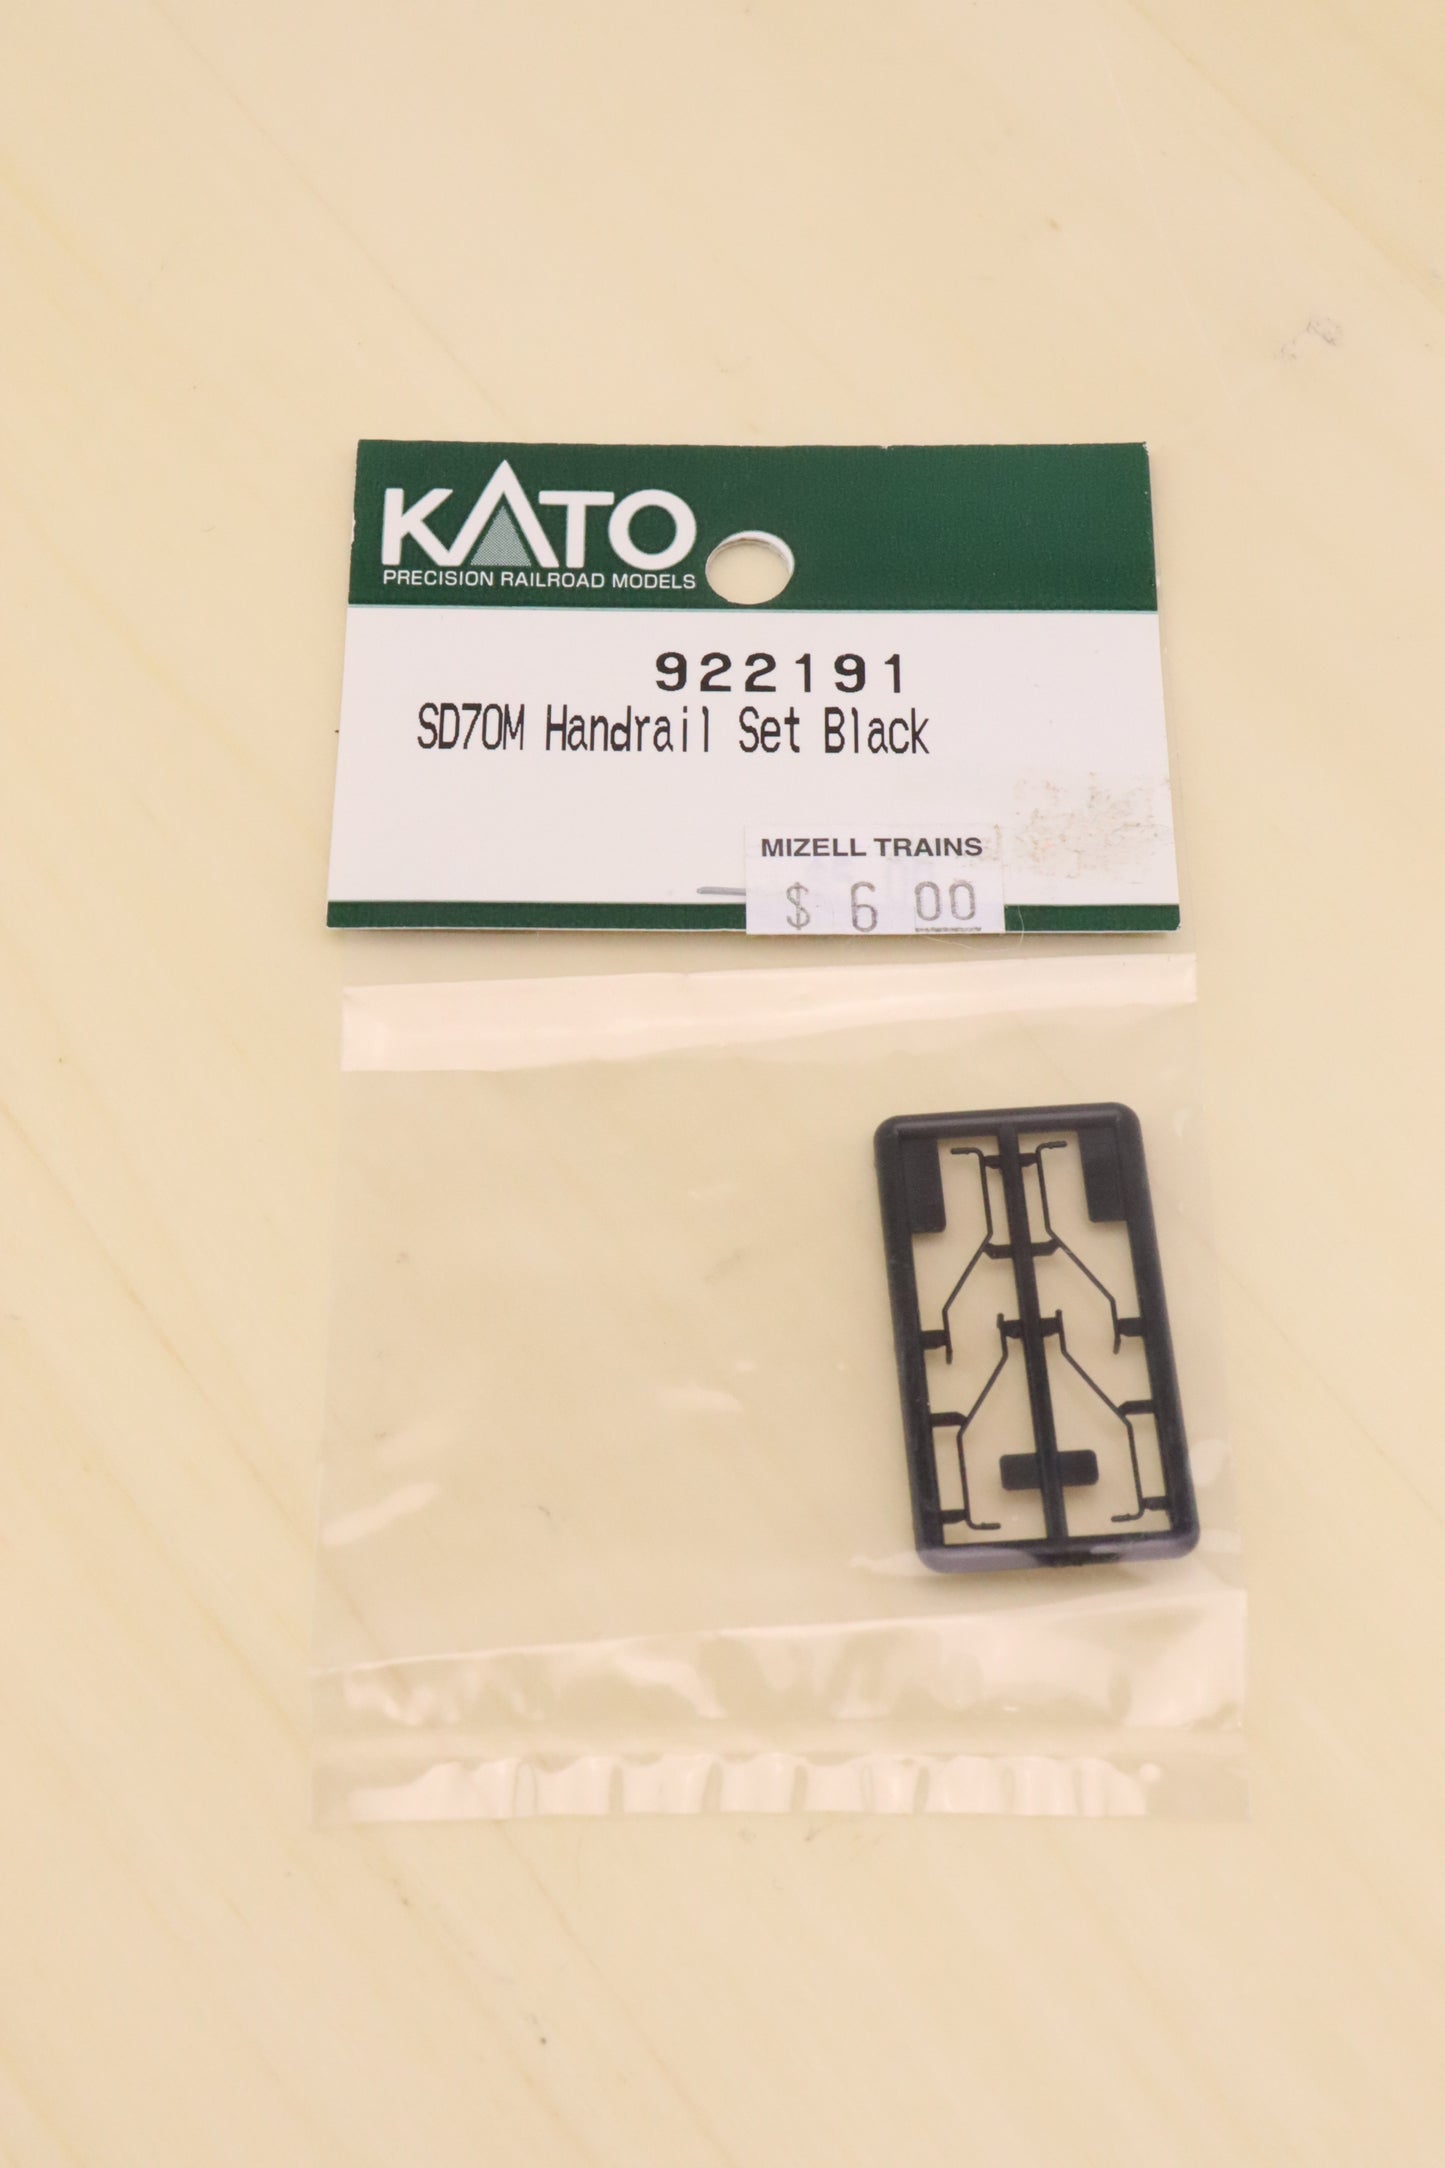 KATO
PRECISION RAILROAD MODELS
922191
SD70M Handrail Set Black
MIZELL TRAINS
$ 6 00